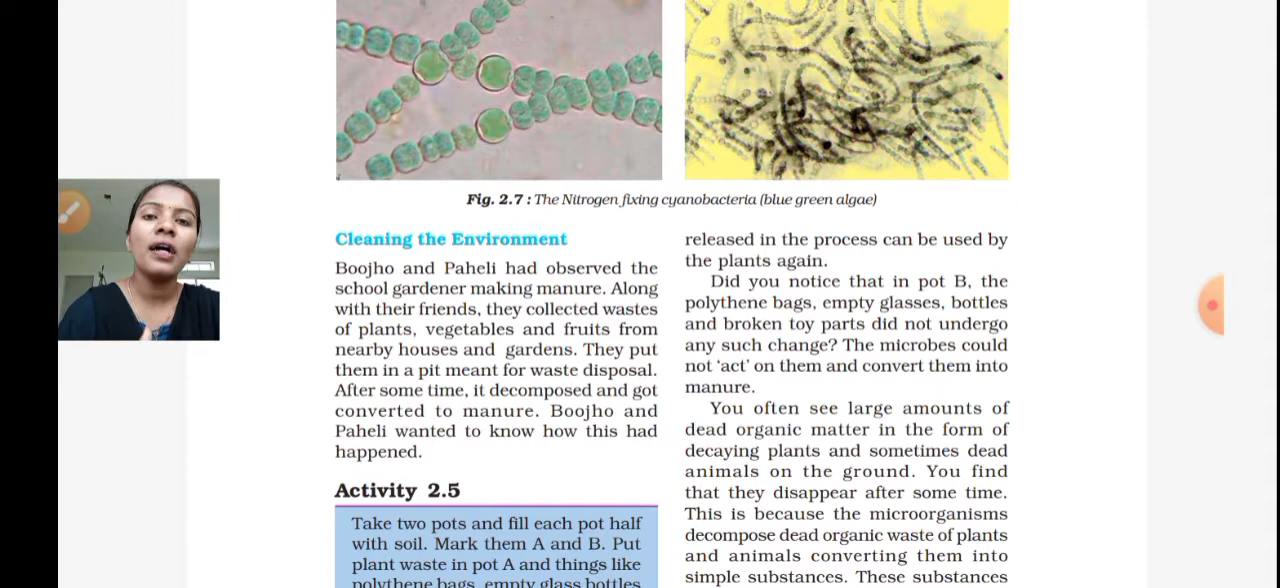 Fig. 2.7 : The Nitrogen fixing cyanobacteria (blue green algae)
Cleaning the Environment
Boojho and Paheli had observed the
school gardener making manure. Along
with their friends, they collected wastes
of plants, vegetables and fruits from
nearby houses and gardens. They put
them in a pit meant for waste disposal.
After some time, it decomposed and got
converted to manure. Boojho and
Paheli wanted to know how this had
happened.
Activity 2.5
Take two pots and fill each pot half
with soil. Mark them A and B. Put
plant waste in pot A and things like
polythene bags, empty glass bottles
released in the process can be used by
the plants again.
Did you notice that in pot B, the
polythene bags, empty glasses, bottles
and broken toy parts did not undergo
any such change? The microbes could
not ‘act’ on them and convert them into
manure.
You often see large amounts of
dead organic matter in the form of
decaying plants and sometimes dead
animals on the ground. You find
that they disappear after some time.
This is because the microorganisms
decompose dead organic waste of plants
and animals converting them into
simple substances. These substances